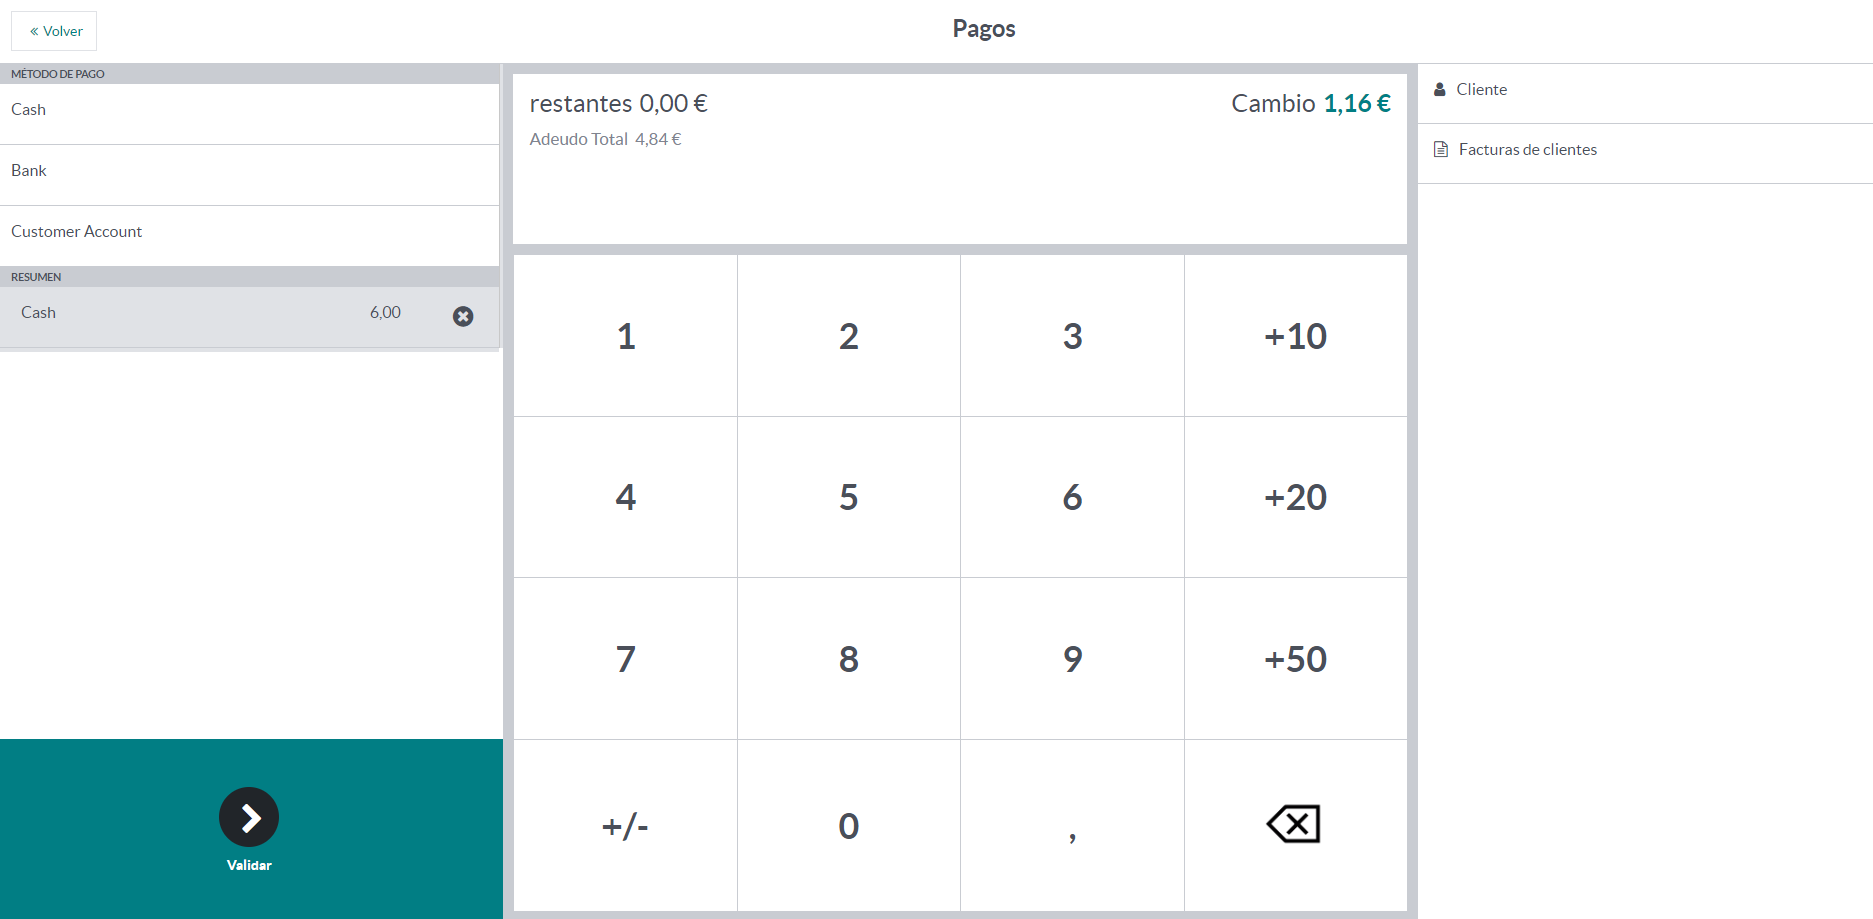 « Volver
Pagos
MÉTODO DE PAGO
Cash
Bank
Customer Account
RESUMEN
Cash 6,00
Validar
restantes 0,00 € Cambio 1,16 €
Adeudo Total 4,84 €
1 2 3 +10
4 5 6 +20
7 8 9 +50
+/- 0 ,
Cliente
Facturas de clientes